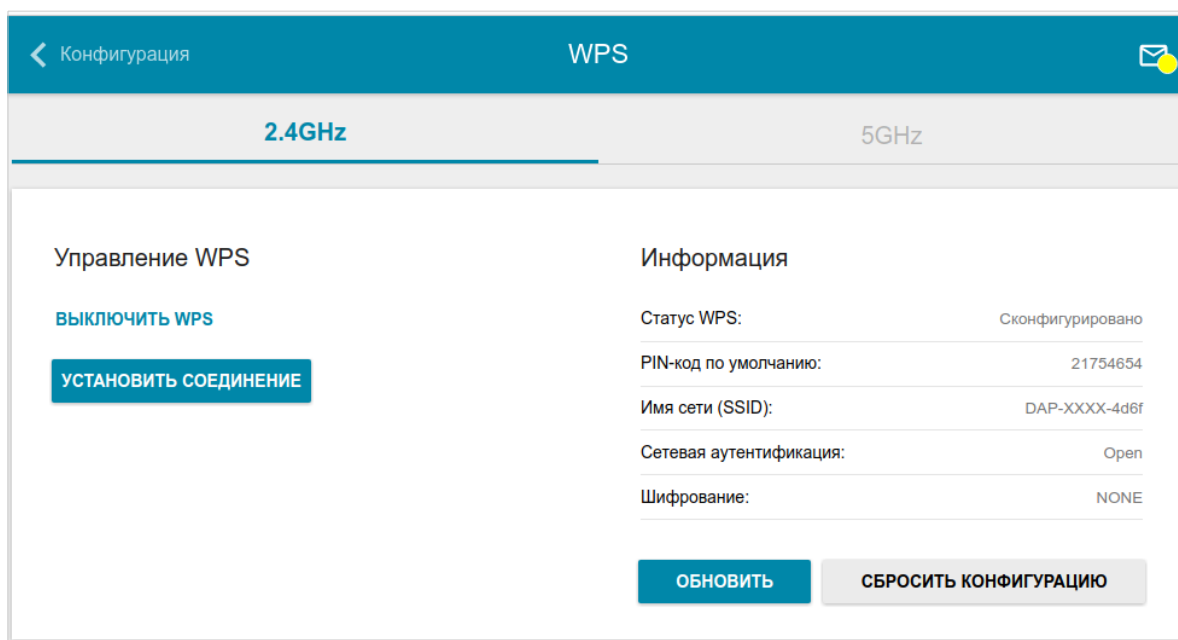 Конфигурация
WPS
2.4GHz
5GHz
Управление WPS
ВЫКЛЮЧИТЬ WPS
УСТАНОВИТЬ СОЕДИНЕНИЕ
Информация
Статус WPS: Сконфигурировано
PIN-код по умолчанию: 21754654
Имя сети (SSID): DAP-XXXX-4d6f
Сетевая аутентификация: Open
Шифрование: NONE
ОБНОВИТЬ
СБРОСИТЬ КОНФИГУРАЦИЮ